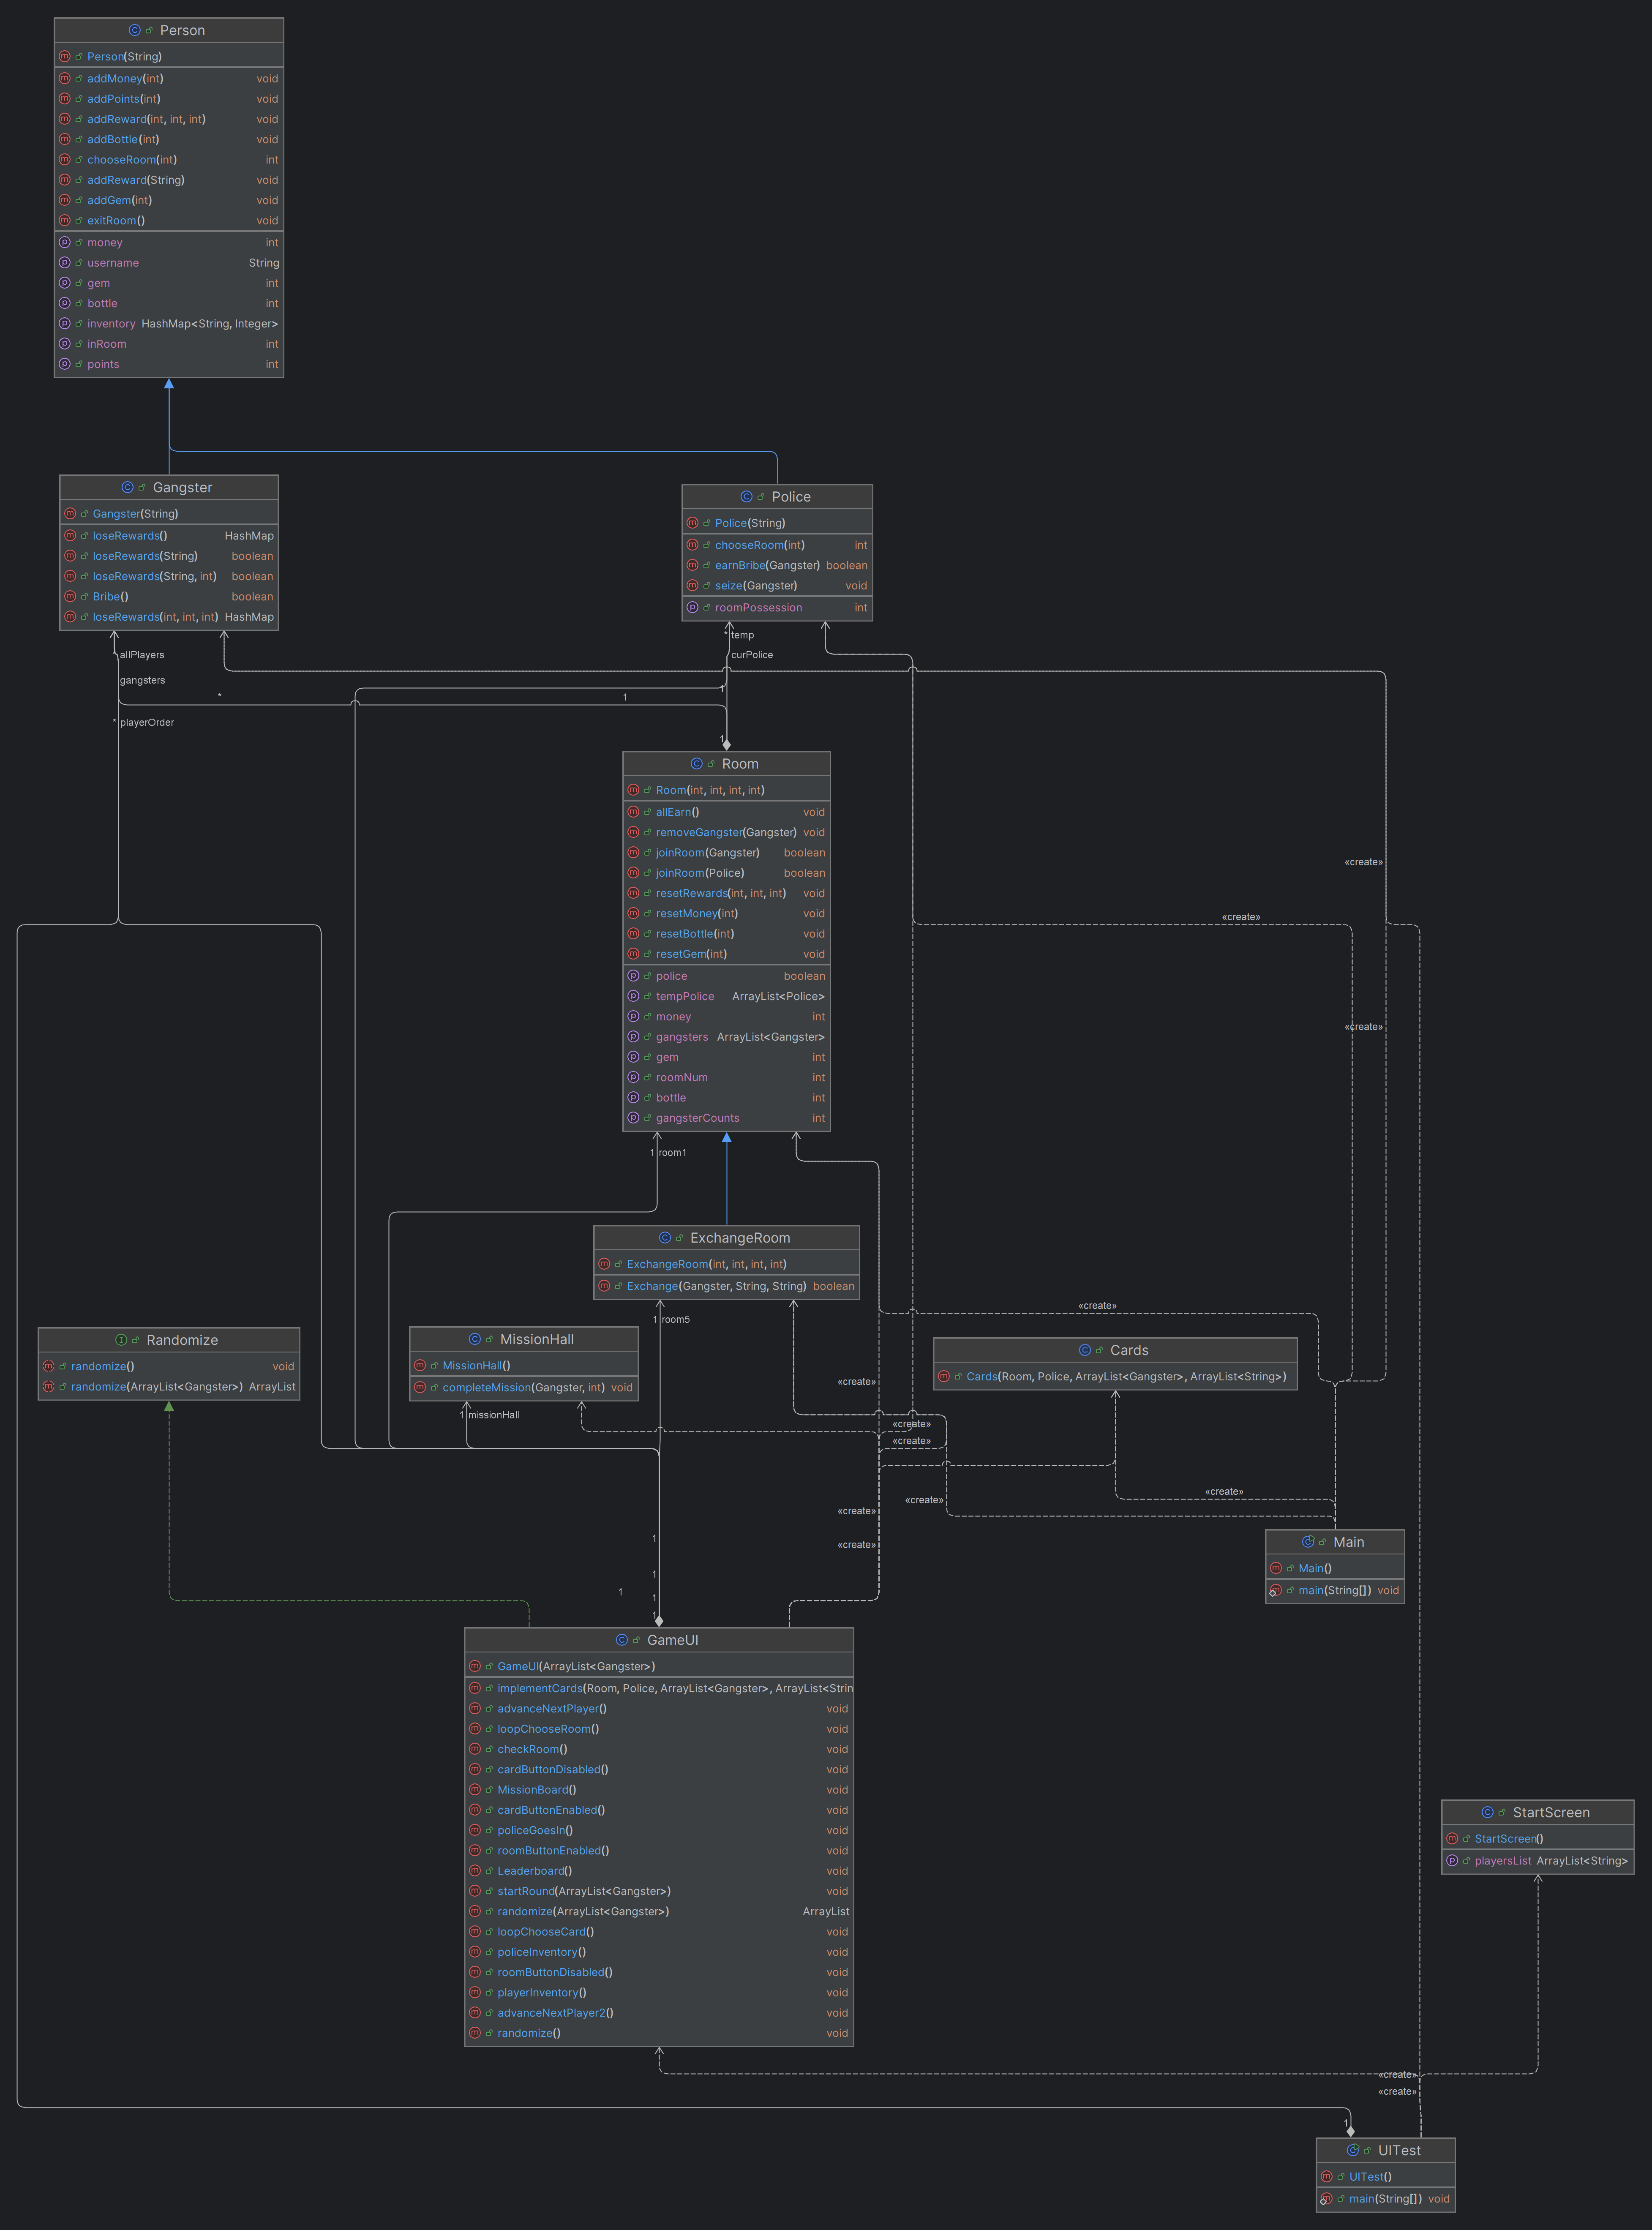 Person
Person(String)
addMoney(int) void
addPoints(int) void
addReward(int, int, int) void
addBottle(int) void
chooseRoom(int) int
addReward(String) void
addGem(int) void
exitRoom() void
money int
username String
gem int
bottle int
inventory HashMap<String, Integer>
inRoom int
points int
Gangster
Gangster(String)
loseRewards() HashMap
loseRewards(String) boolean
loseRewards(String, int) boolean
Bribe() boolean
loseRewards(int, int, int) HashMap
Police
Police(String)
chooseRoom(int) int
earnBribe(Gangster) boolean
seize(Gangster) void
roomPossession int
* temp
curPolice
* allPlayers
gangsters
*
1
1
* playerOrder
1
Room
Room(int, int, int, int)
allEarn() void
removeGangster(Gangster) void
joinRoom(Gangster) boolean
joinRoom(Police) boolean
resetRewards(int, int, int) void
resetMoney(int) void
resetBottle(int) void
resetGem(int) void
police boolean
tempPolice ArrayList<Police>
money int
gangsters ArrayList<Gangster>
gem int
roomNum int
bottle int
gangsterCounts int
«create»
«create»
«create»
1 room1
ExchangeRoom
ExchangeRoom(int, int, int, int)
Exchange(Gangster, String, String) boolean
«create»
1 room5
Randomize
randomize() void
randomize(ArrayList<Gangster>) ArrayList
MissionHall
MissionHall()
completeMission(Gangster, int) void
1 missionHall
Cards
Cards(Room, Police, ArrayList<Gangster>, ArrayList<String>)
«create»
«create»
«create»
«create»
«create»
«create»
«create»
Main
Main()
main(String[]) void
1
1
1
1
1
GameUI
GameUI(ArrayList<Gangster>)
implementCards(Room, Police, ArrayList<Gangster>, ArrayList<Strin
advanceNextPlayer() void
loopChooseRoom() void
checkRoom() void
cardButtonDisabled() void
MissionBoard() void
cardButtonEnabled() void
policeGoesIn() void
roomButtonEnabled() void
Leaderboard() void
startRound(ArrayList<Gangster>) void
randomize(ArrayList<Gangster>) ArrayList
loopChooseCard() void
policeInventory() void
roomButtonDisabled() void
playerInventory() void
advanceNextPlayer2() void
randomize() void
StartScreen
StartScreen()
playersList ArrayList<String>
«create»
«create»
1
UITest
UITest()
main(String[]) void